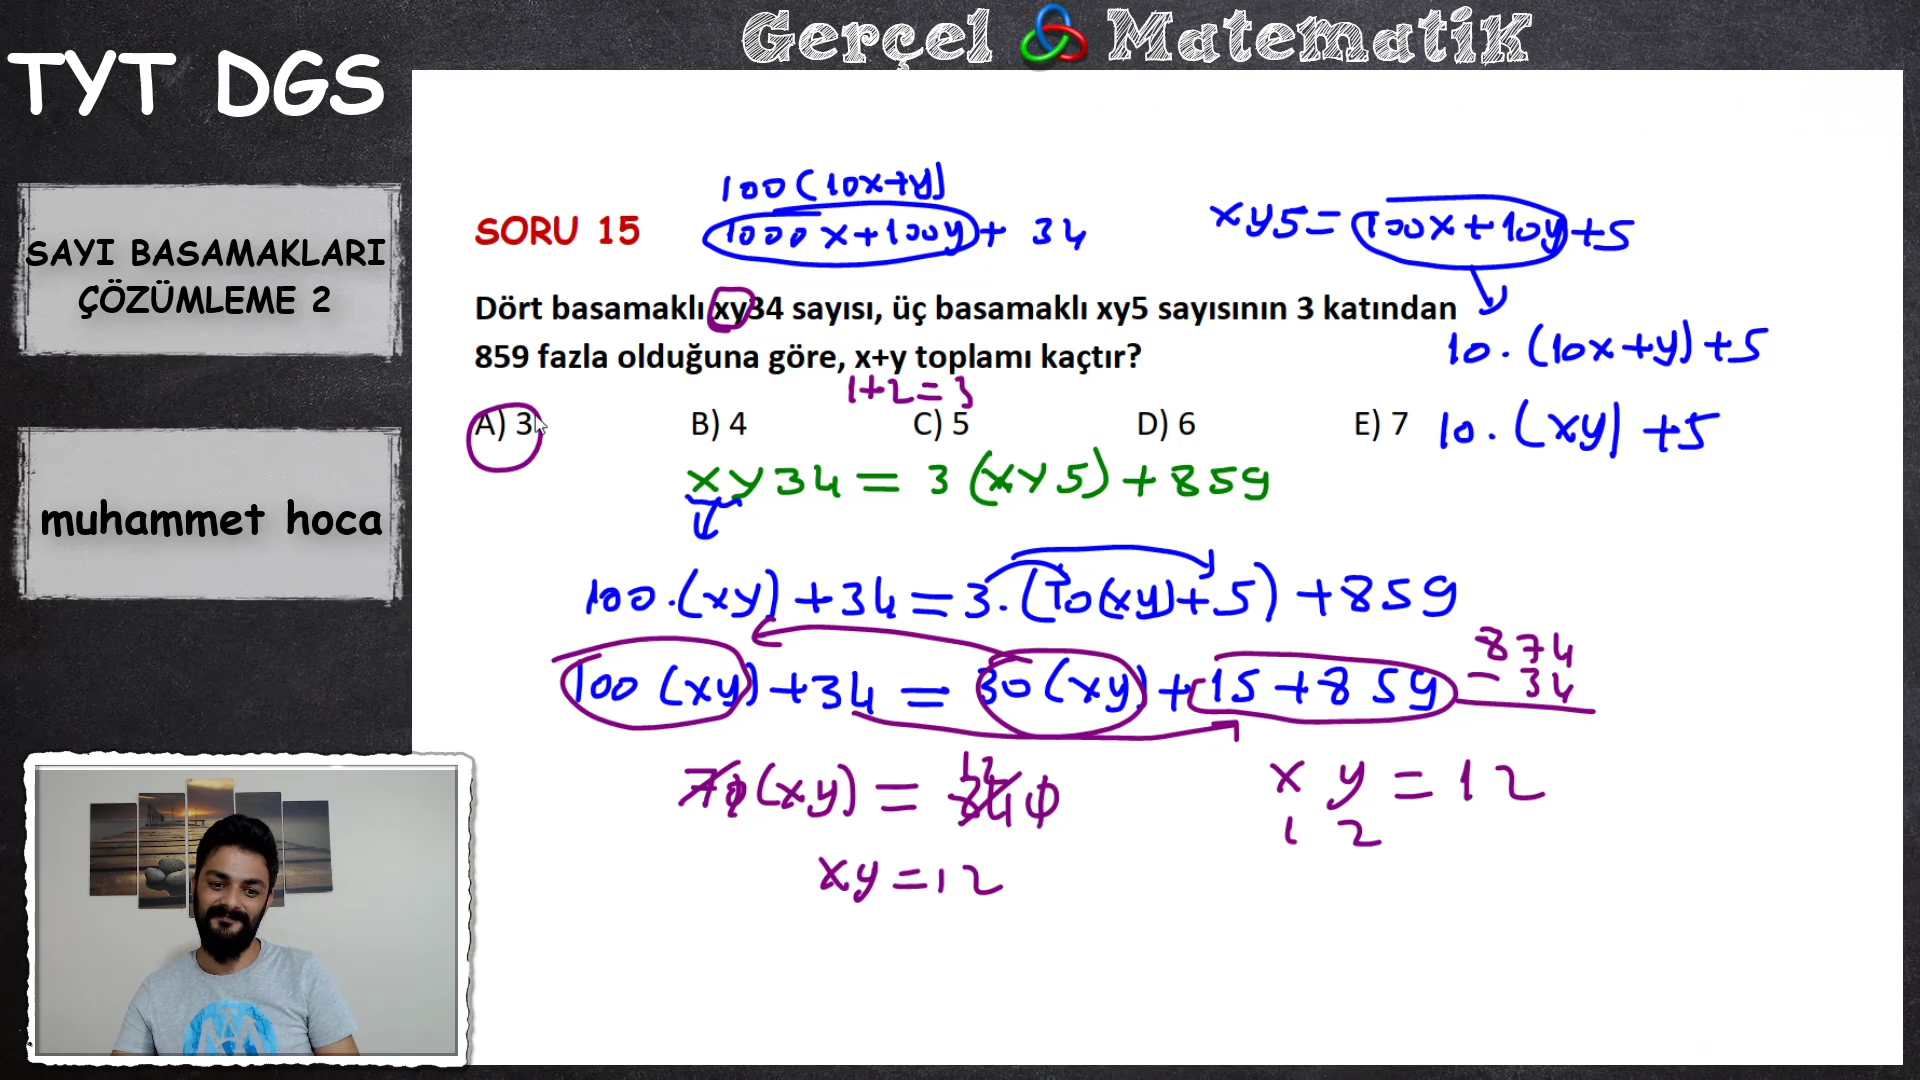 Gerçel Matematik
TYT DGS
SAYI BASAMAKLARI
ÇÖZÜMLEME 2
muhammet hoca
100(10x+y)
SORU 15
1000x+100y+ 34
xy5=100x+10y+5
Dört basamaklı xy34 sayısı, üç basamaklı xy5 sayısının 3 katından
859 fazla olduğuna göre, x+y toplamı kaçtır?
10.(10x+y)+5
1+2=3
A) 3 B) 4 C) 5 D) 6 E) 7
10.(xy)+5
xy34=3(xy5)+859
100.(xy)+34=3.(10(xy)+5)+859
100(xy)+34=30(xy)+15+859
874
- 34
70(xy)=840
12
xy=12
1 2
xy=12